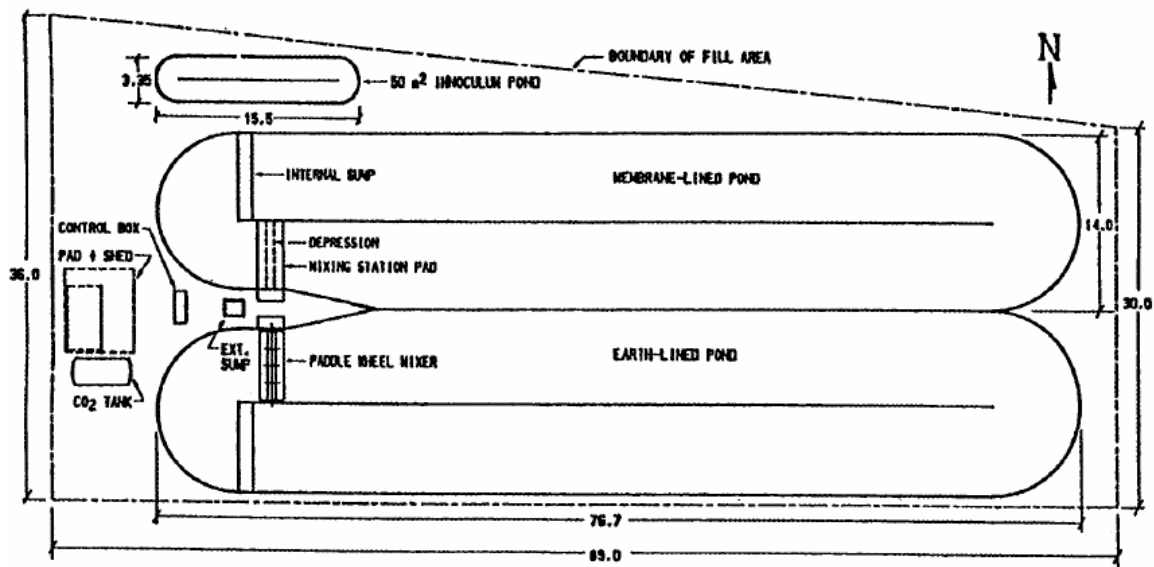 N
BOUNDARY OF FILL AREA
3.35
50 m² INNOCULUM POND
15.5
INTERNAL SUMP
MEMBRANE-LINED POND
CONTROL BOX
14.0
DEPRESSION
PAD & SHED
MIXING STATION PAD
36.0
30.0
EXT.
SUMP
EARTH-LINED POND
PADDLE WHEEL MIXER
CO₂ TANK
76.7
89.0